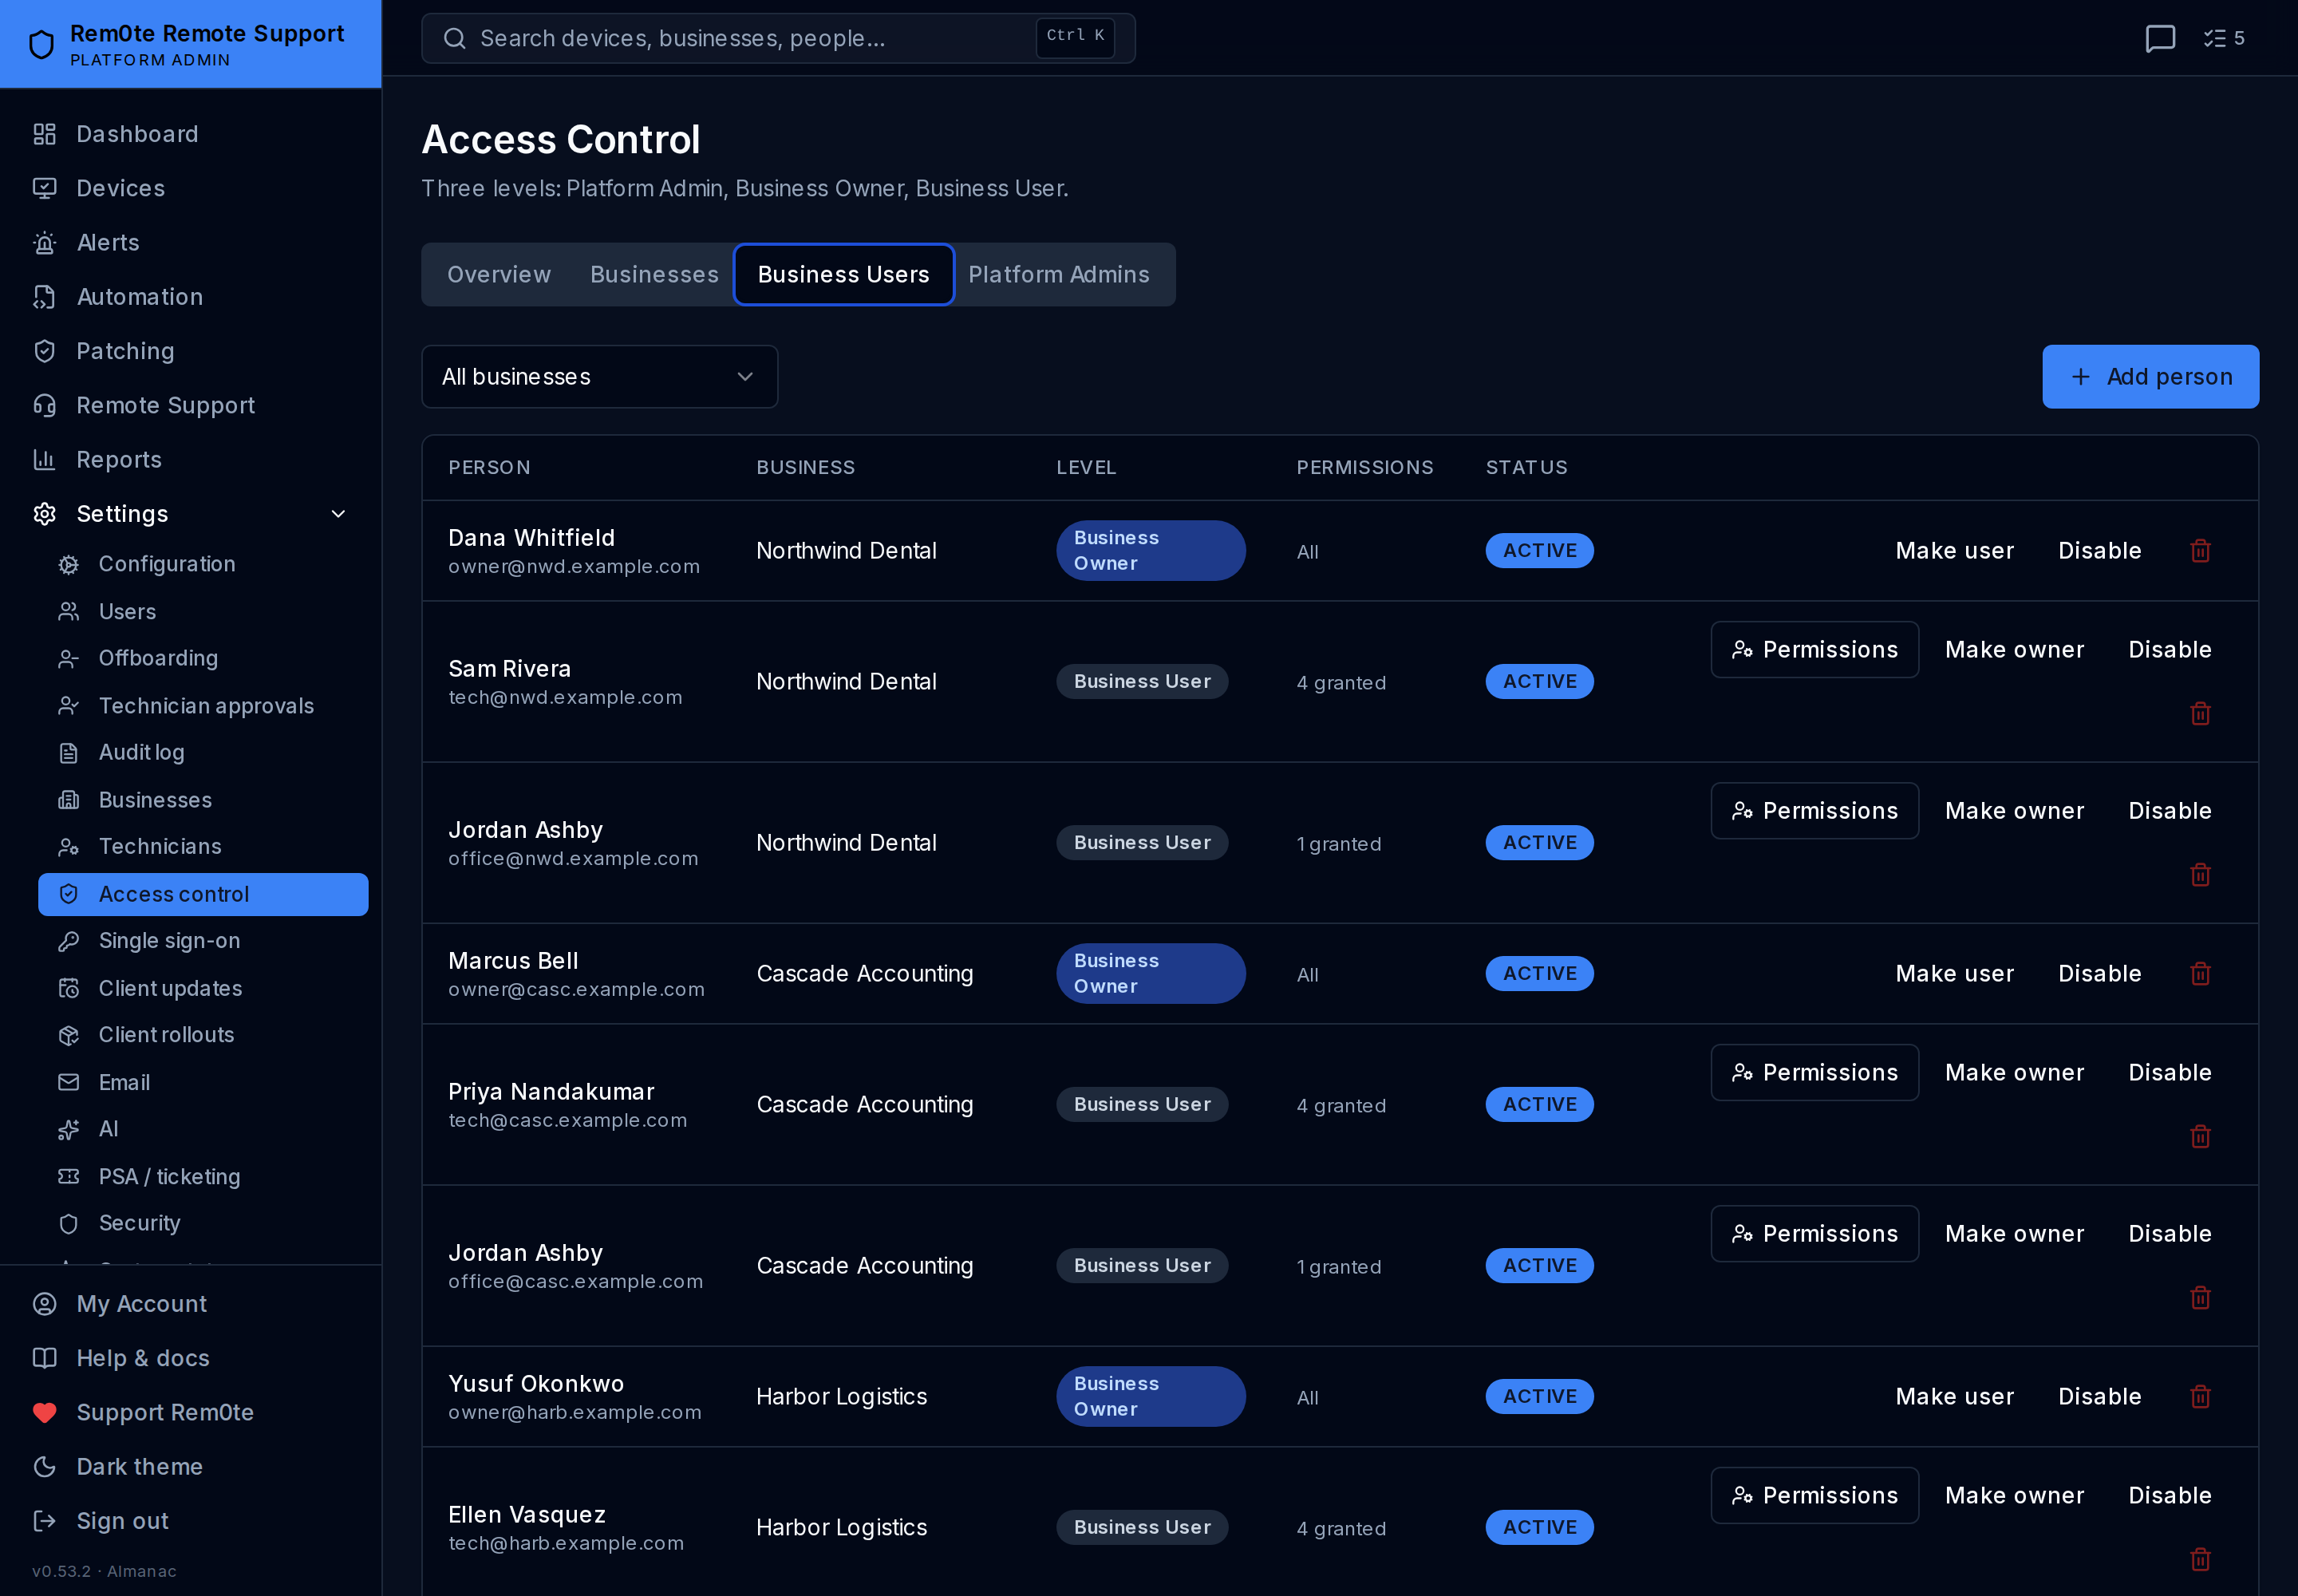 Rem0te Remote Support
PLATFORM ADMIN
Search devices, businesses, people...
Ctrl K
5
Dashboard
Devices
Alerts
Automation
Patching
Remote Support
Reports
Settings
Configuration
Users
Offboarding
Technician approvals
Audit log
Businesses
Technicians
Access control
Single sign-on
Client updates
Client rollouts
Email
AI
PSA / ticketing
Security
My Account
Help & docs
Support Rem0te
Dark theme
Sign out
v0.53.2 · Almanac
Access Control
Three levels: Platform Admin, Business Owner, Business User.
Overview Businesses Business Users Platform Admins
All businesses
Add person
PERSON BUSINESS LEVEL PERMISSIONS STATUS
Dana Whitfield
owner@nwd.example.com
Northwind Dental
Business
Owner
All
ACTIVE
Make user Disable
Sam Rivera
tech@nwd.example.com
Northwind Dental
Business User
4 granted
ACTIVE
Permissions Make owner Disable
Jordan Ashby
office@nwd.example.com
Northwind Dental
Business User
1 granted
ACTIVE
Permissions Make owner Disable
Marcus Bell
owner@casc.example.com
Cascade Accounting
Business
Owner
All
ACTIVE
Make user Disable
Priya Nandakumar
tech@casc.example.com
Cascade Accounting
Business User
4 granted
ACTIVE
Permissions Make owner Disable
Jordan Ashby
office@casc.example.com
Cascade Accounting
Business User
1 granted
ACTIVE
Permissions Make owner Disable
Yusuf Okonkwo
owner@harb.example.com
Harbor Logistics
Business
Owner
All
ACTIVE
Make user Disable
Ellen Vasquez
tech@harb.example.com
Harbor Logistics
Business User
4 granted
ACTIVE
Permissions Make owner Disable